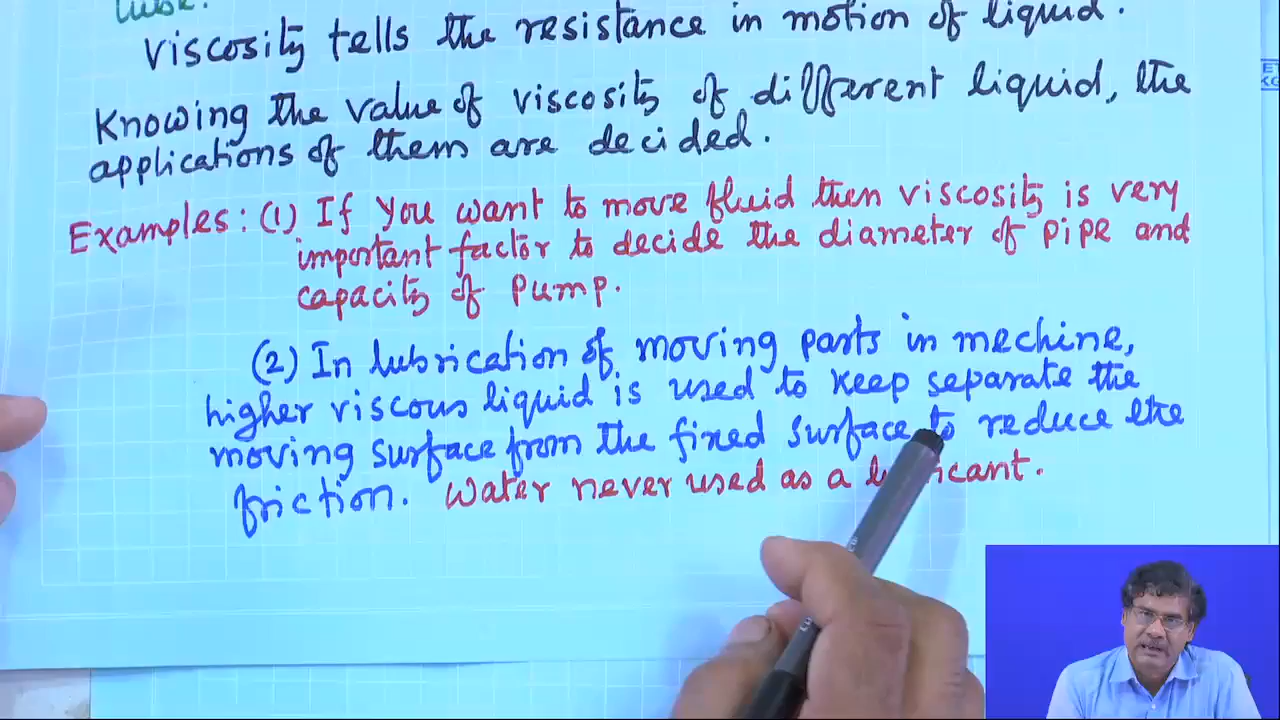 tube.
viscosity tells the resistance in motion of liquid.
Knowing the value of viscosity of different liquid, the
applications of them are decided.
Examples: (1) If you want to move fluid then viscosity is very
important factor to decide the diameter of pipe and
capacity of pump.
(2) In lubrication of moving parts in mechine,
higher viscous liquid is used to keep separate the
moving surface from the fixed surface to reduce the
friction. Water never used as a lubricant.